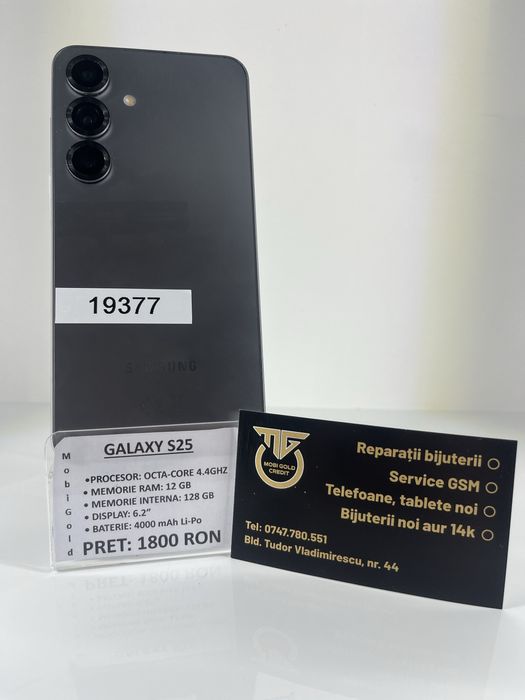 19377
SAMSUNG
Mobi Gold
GALAXY S25
•PROCESOR: OCTA-CORE 4.4GHZ
• MEMORIE RAM: 12 GB
• MEMORIE INTERNA: 128 GB
• DISPLAY: 6.2”
• BATERIE: 4000 mAh Li-Po
PRET: 1800 RON
MOBI GOLD
CREDIT
Reparații bijuterii
Service GSM
Telefoane, tablete noi
Bijuterii noi aur 14k
Tel: 0747.780.551
Bld. Tudor Vladimirescu, nr. 44